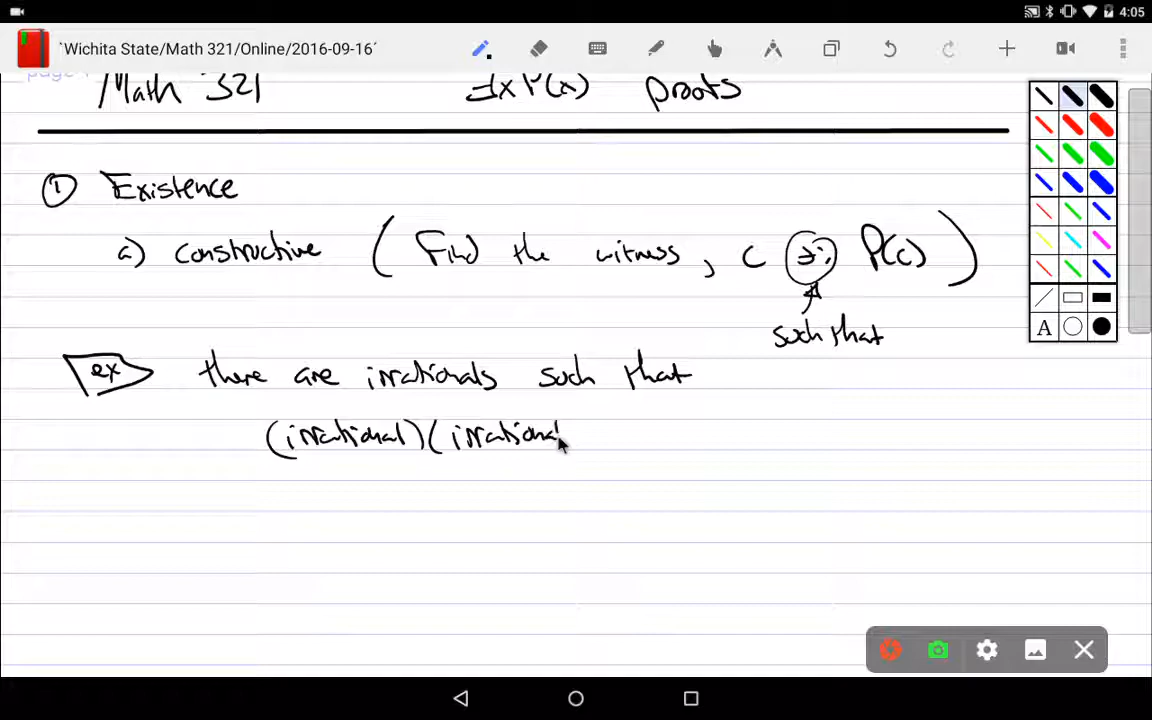 4:05
`Wichita State/Math 321/Online/2016-09-16´
Math 321 ∃x P(x) proofs
① Existence
a) constructive ( Find the witness, c ∋: P(c) )
such that
ex there are irrationals such that
(irrational)(irrational
A